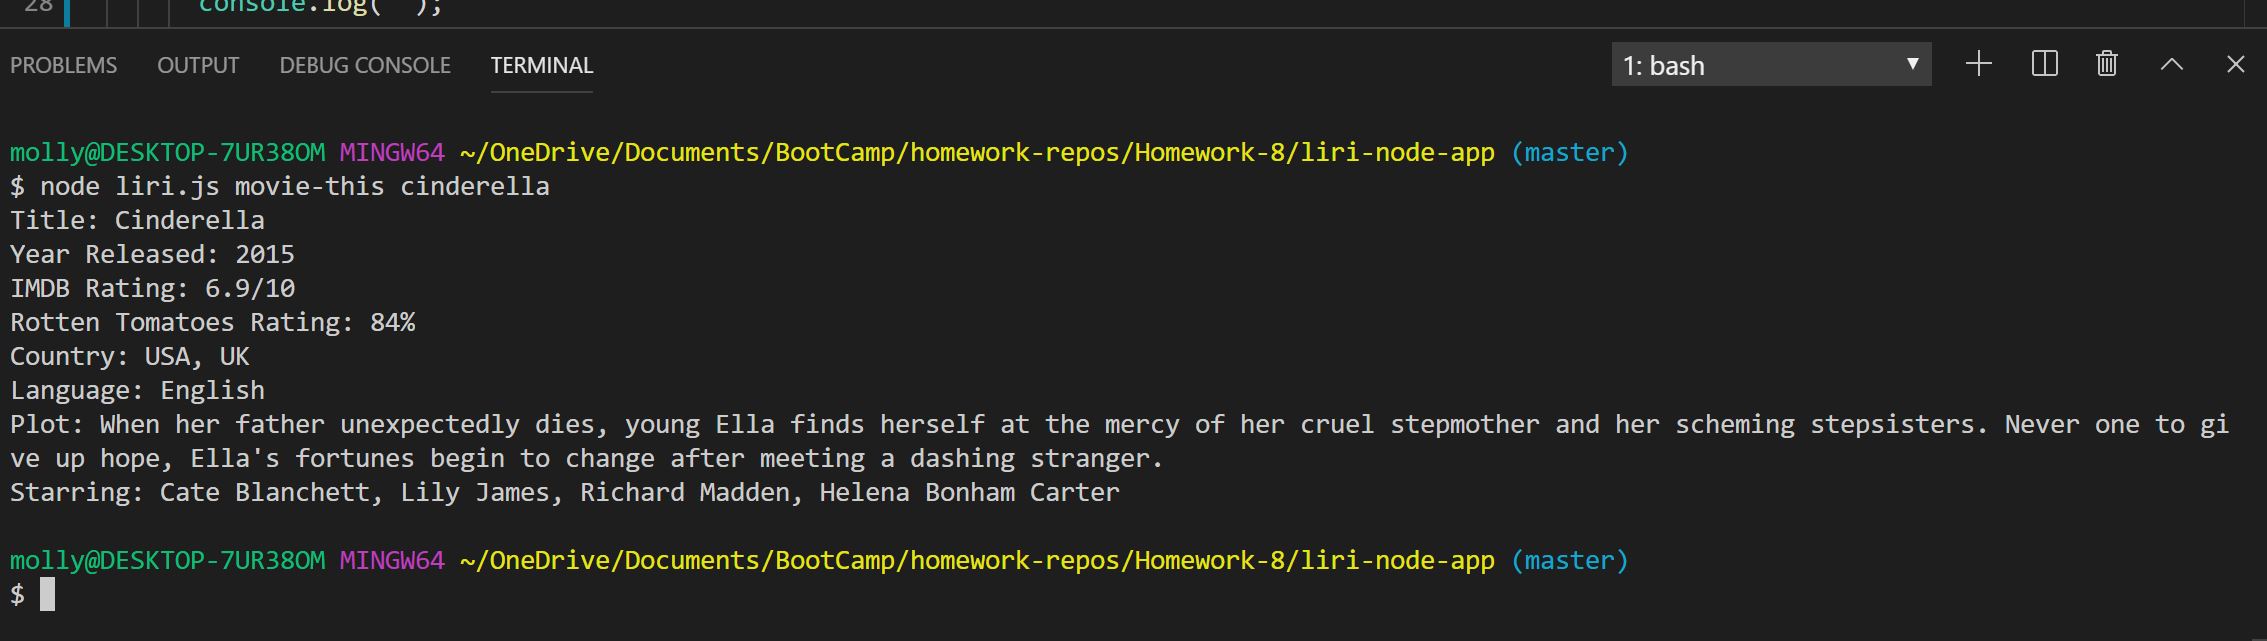 28 console.log(" ");
PROBLEMS OUTPUT DEBUG CONSOLE TERMINAL 1: bash
molly@DESKTOP-7UR38OM MINGW64 ~/OneDrive/Documents/BootCamp/homework-repos/Homework-8/liri-node-app (master)
$ node liri.js movie-this cinderella
Title: Cinderella
Year Released: 2015
IMDB Rating: 6.9/10
Rotten Tomatoes Rating: 84%
Country: USA, UK
Language: English
Plot: When her father unexpectedly dies, young Ella finds herself at the mercy of her cruel stepmother and her scheming stepsisters. Never one to gi
ve up hope, Ella's fortunes begin to change after meeting a dashing stranger.
Starring: Cate Blanchett, Lily James, Richard Madden, Helena Bonham Carter
molly@DESKTOP-7UR38OM MINGW64 ~/OneDrive/Documents/BootCamp/homework-repos/Homework-8/liri-node-app (master)
$